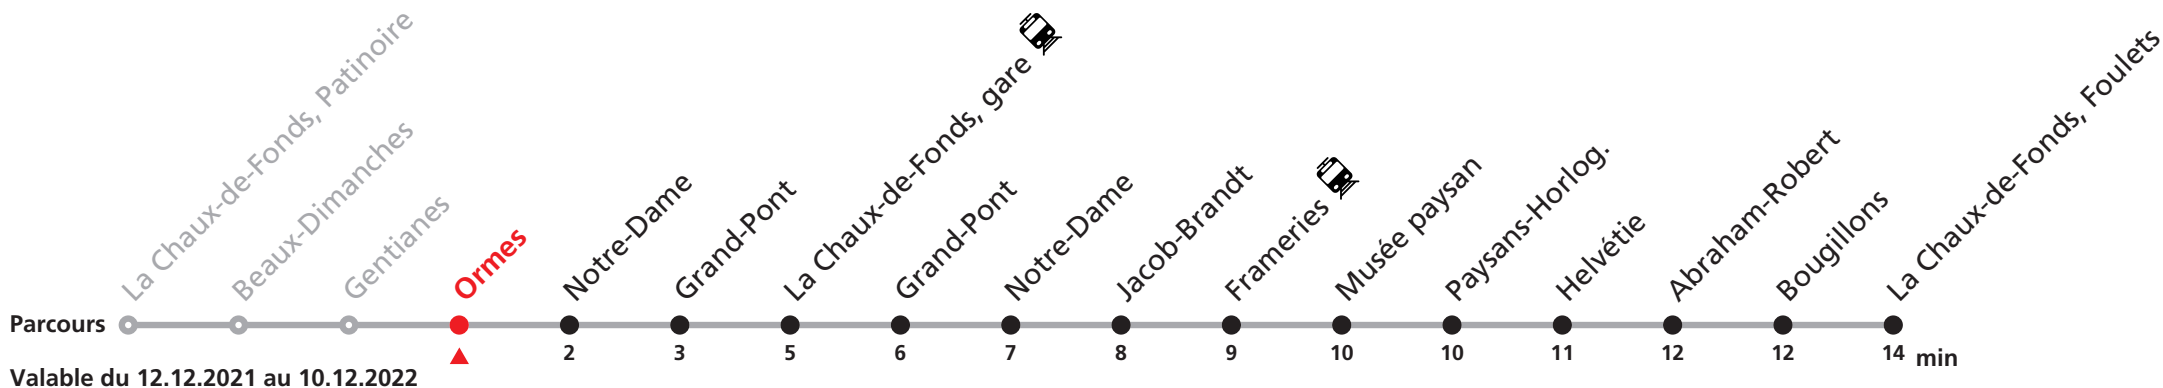 La Chaux-de-Fonds, Patinoire
Beaux-Dimanches
Gentianes
Ormes
Notre-Dame
Grand-Pont
La Chaux-de-Fonds, gare
Grand-Pont
Notre-Dame
Jacob-Brandt
Frameries
Musée paysan
Paysans-Horlog.
Helvétie
Abraham-Robert
Bougillons
La Chaux-de-Fonds, Foulets
Parcours
2 3 5 6 7 8 9 10 10 11 12 12 14 min
Valable du 12.12.2021 au 10.12.2022